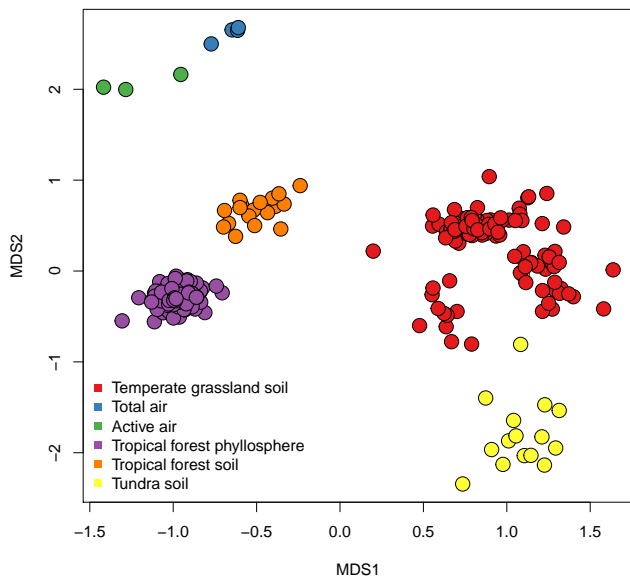 2
1
0
−1
−2
MDS2
Temperate grassland soil
Total air
Active air
Tropical forest phyllosphere
Tropical forest soil
Tundra soil
−1.5 −1.0 −0.5 0.0 0.5 1.0 1.5
MDS1